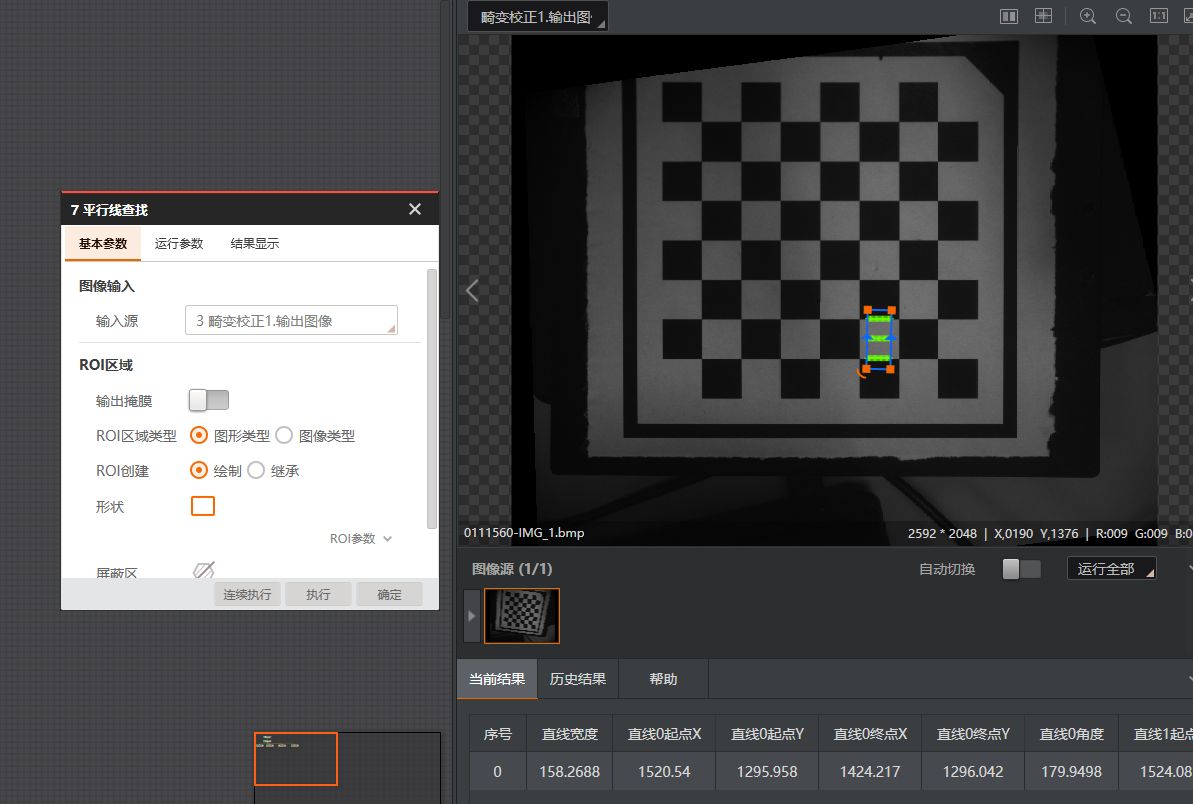 畸变校正1.输出图
1:1
7 平行线查找
基本参数 运行参数 结果显示
图像输入
输入源 3 畸变校正1.输出图像
ROI区域
输出掩膜
ROI区域类型 图形类型 图像类型
ROI创建 绘制 继承
形状
ROI参数
屏蔽区
连续执行 执行 确定
0111560-IMG_1.bmp 2592 * 2048 | X,0190 Y,1376 | R:009 G:009 B:0
图像源 (1/1) 自动切换 运行全部
当前结果 历史结果 帮助
序号 直线宽度 直线0起点X 直线0起点Y 直线0终点X 直线0终点Y 直线0角度 直线1起点
0 158.2688 1520.54 1295.958 1424.217 1296.042 179.9498 1524.08